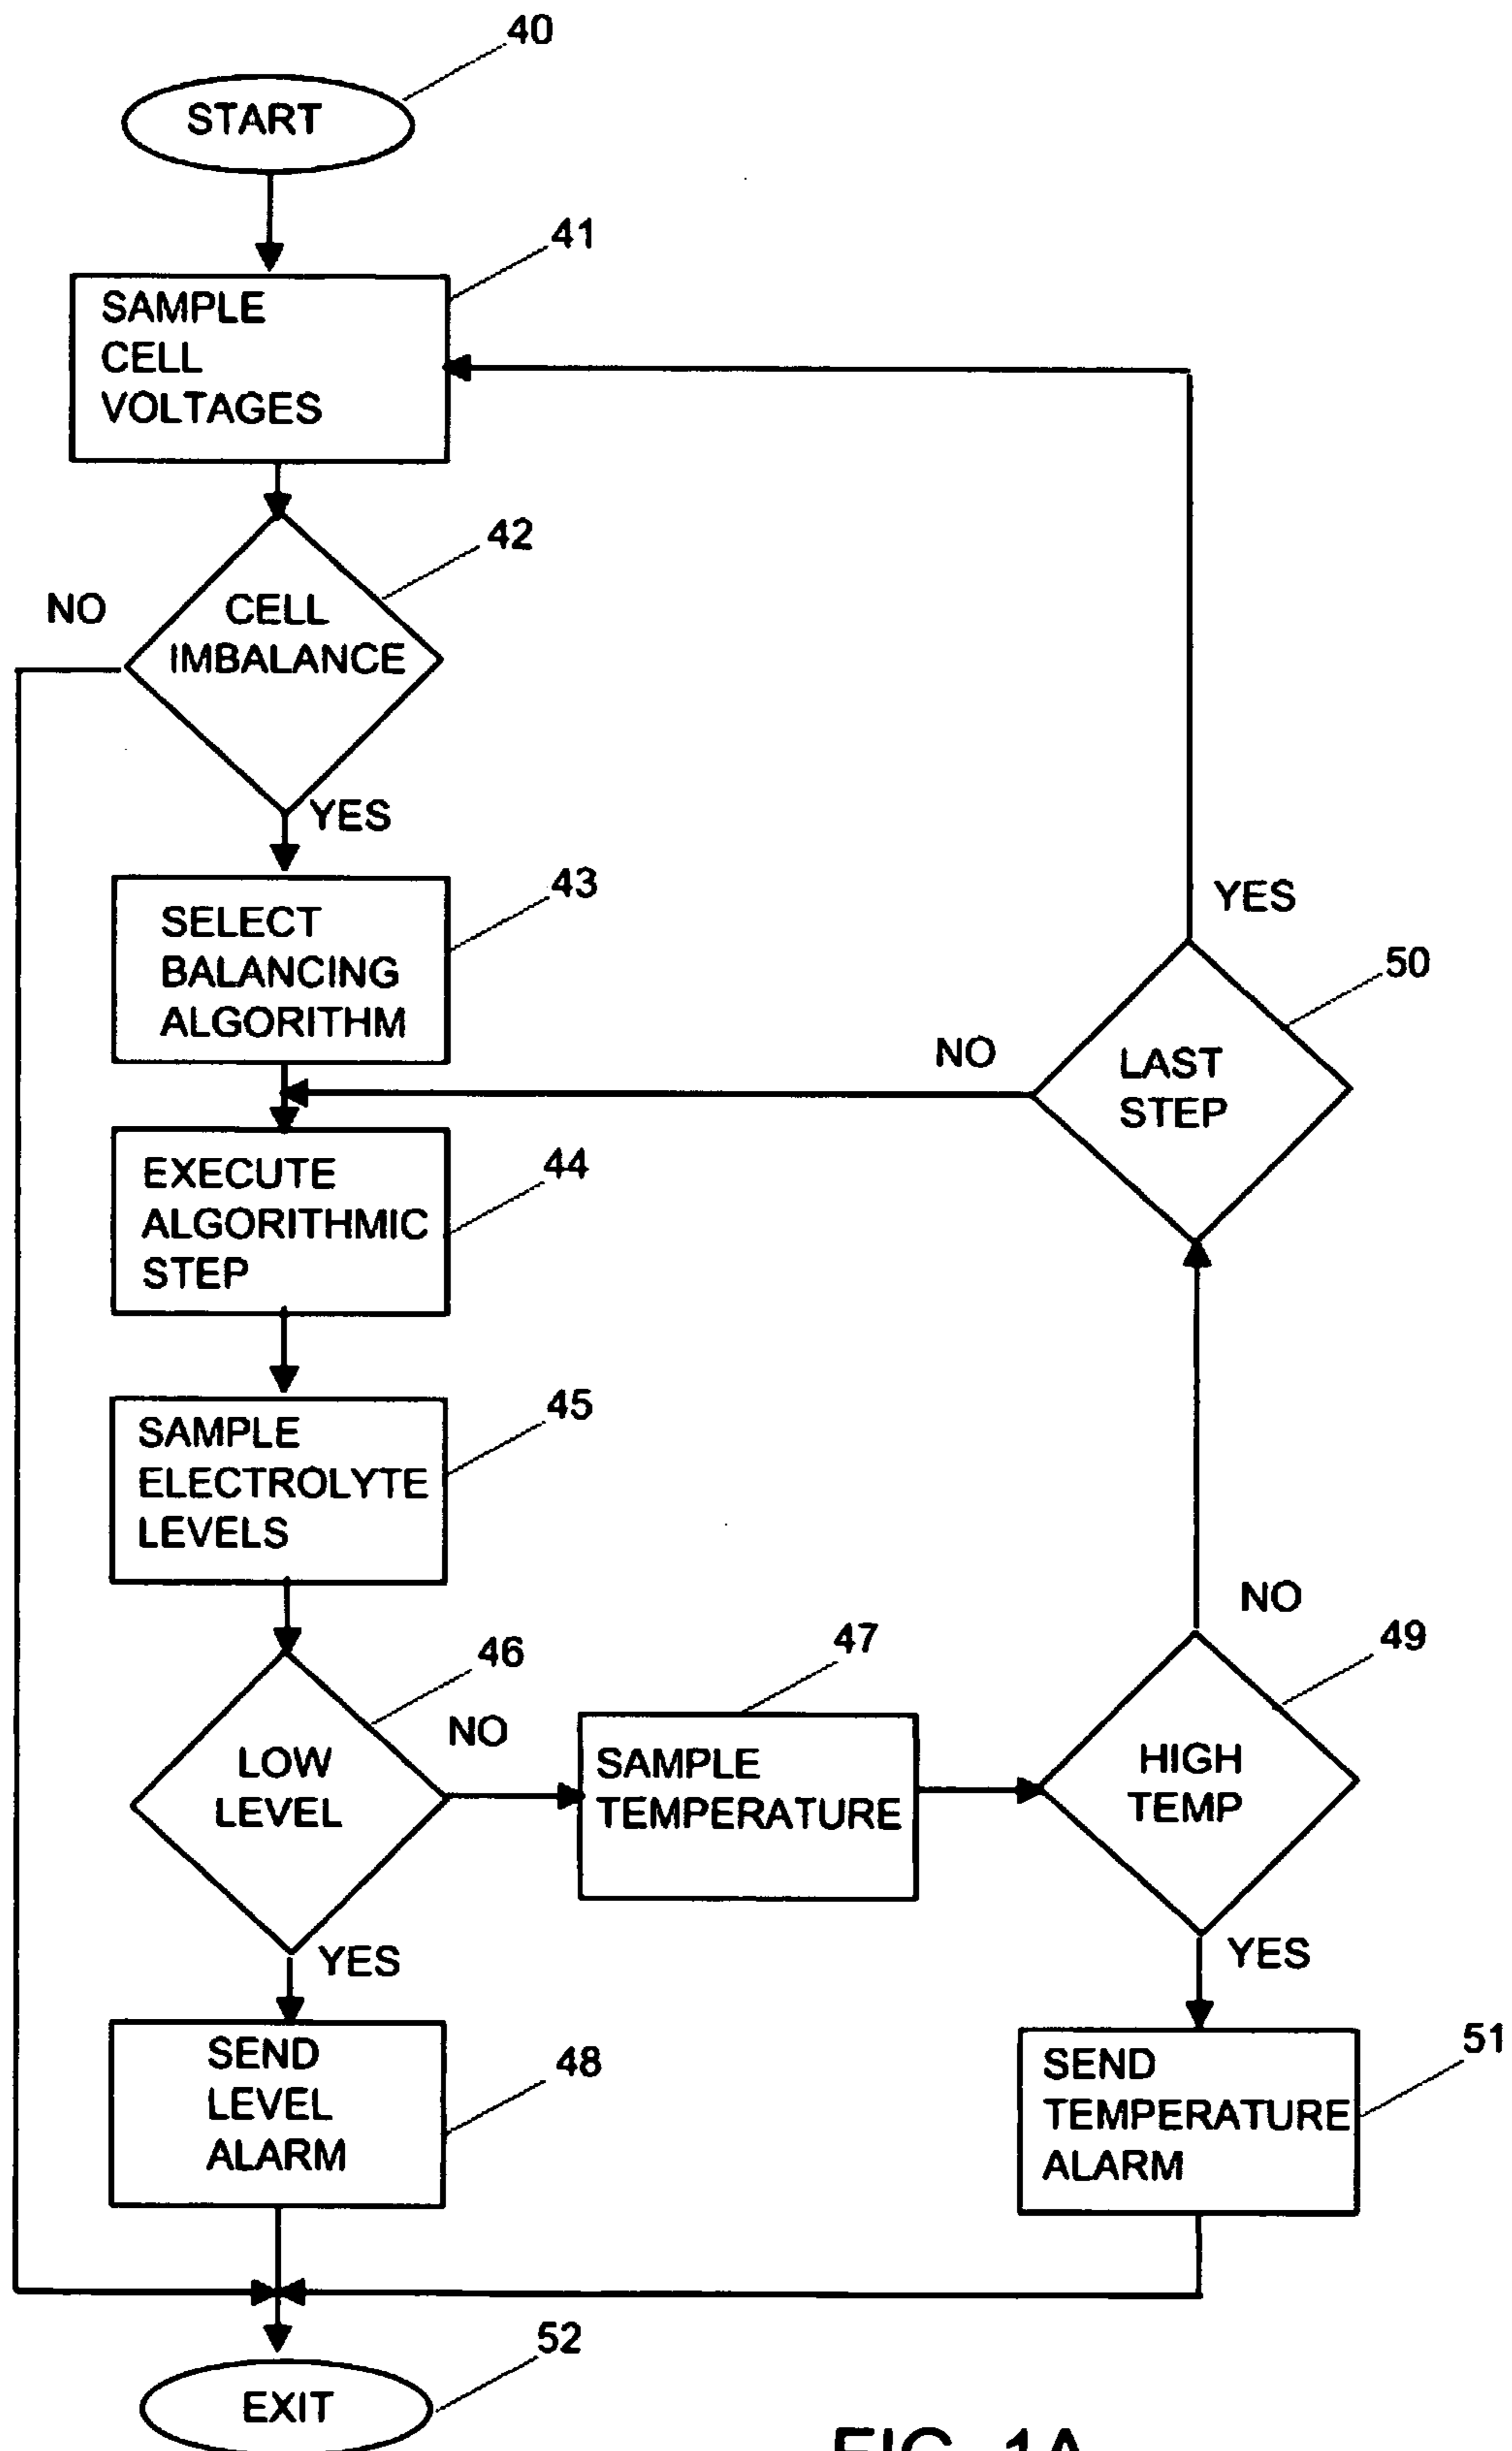 40
START
41
SAMPLE
CELL
VOLTAGES
42
NO
CELL
IMBALANCE
YES
43
SELECT
BALANCING
ALGORITHM
YES
50
NO
LAST
STEP
44
EXECUTE
ALGORITHMIC
STEP
45
SAMPLE
ELECTROLYTE
LEVELS
46
NO
LOW
LEVEL
YES
47
SAMPLE
TEMPERATURE
NO
49
HIGH
TEMP
YES
48
SEND
LEVEL
ALARM
51
SEND
TEMPERATURE
ALARM
52
EXIT
FIG. 1A